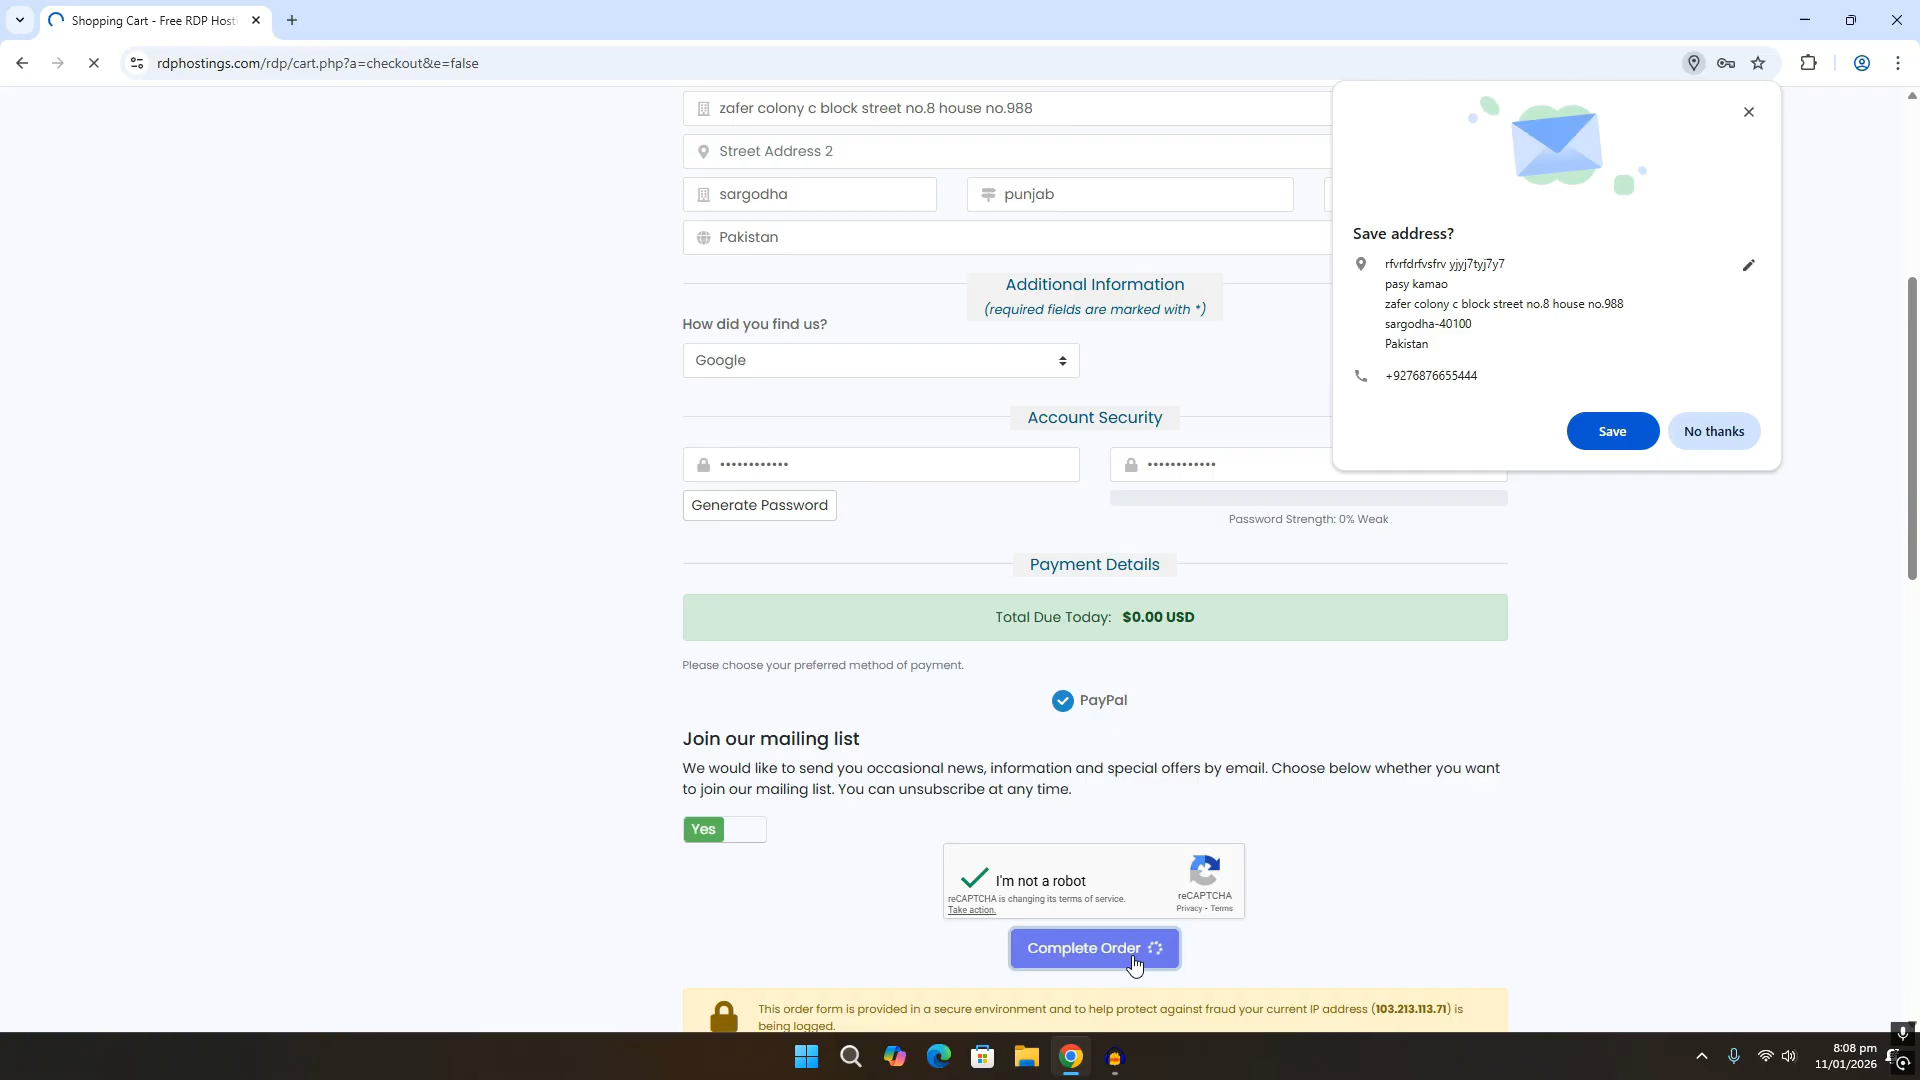 Shopping Cart - Free RDP Hosti
rdphostings.com/rdp/cart.php?a=checkout&e=false
zafer colony c block street no.8 house no.988
Street Address 2
sargodha
punjab
Pakistan
Additional Information
(required fields are marked with *)
How did you find us?
Google
Account Security
••••••••••••
••••••••••••
Generate Password
Password Strength: 0% Weak
Payment Details
Total Due Today: $0.00 USD
Please choose your preferred method of payment.
PayPal
Join our mailing list
We would like to send you occasional news, information and special offers by email. Choose below whether you want
to join our mailing list. You can unsubscribe at any time.
Yes
I'm not a robot
reCAPTCHA is changing its terms of service.
Take action.
reCAPTCHA
Privacy - Terms
Complete Order
This order form is provided in a secure environment and to help protect against fraud your current IP address (103.213.113.71) is
being logged.
Save address?
rfvrfdrfvsfrv yjyj7tyj7y7
pasy kamao
zafer colony c block street no.8 house no.988
sargodha-40100
Pakistan
+9276876655444
Save
No thanks
8:08 pm
11/01/2026